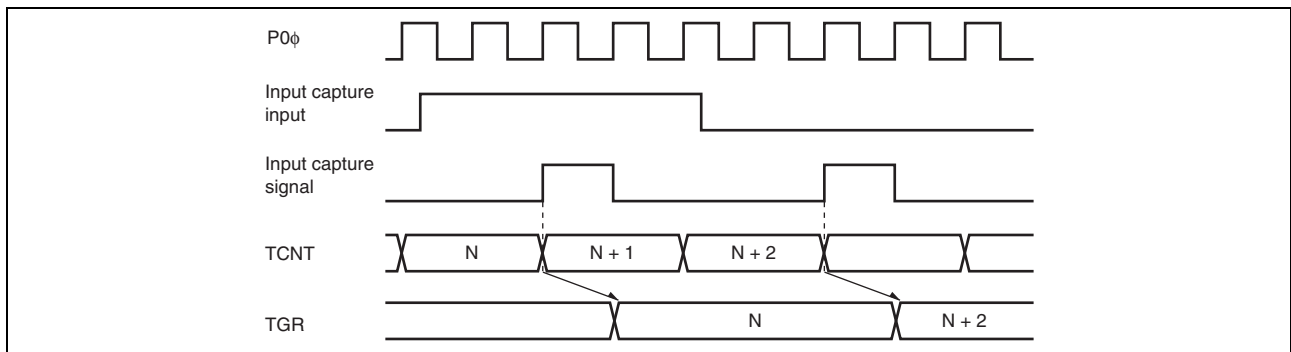 P0ϕ
Input capture
input
Input capture
signal
TCNT
N
N + 1
N + 2
TGR
N
N + 2